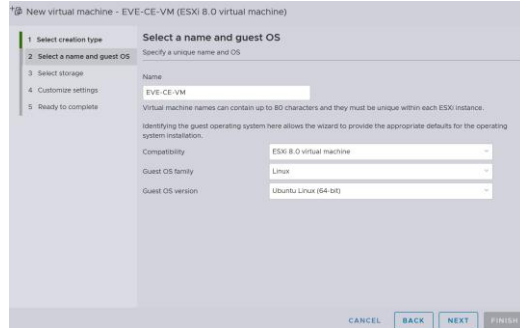 New virtual machine - EVE-CE-VM (ESXi 8.0 virtual machine)
1 Select creation type
2 Select a name and guest OS
3 Select storage
4 Customize settings
5 Ready to complete
Select a name and guest OS
Specify a unique name and OS
Name
EVE-CE-VM
Virtual machine names can contain up to 80 characters and they must be unique within each ESXi instance.
Identifying the guest operating system here allows the wizard to provide the appropriate defaults for the operating
system installation.
Compatibility
ESXi 8.0 virtual machine
Guest OS family
Linux
Guest OS version
Ubuntu Linux (64-bit)
CANCEL
BACK
NEXT
FINISH